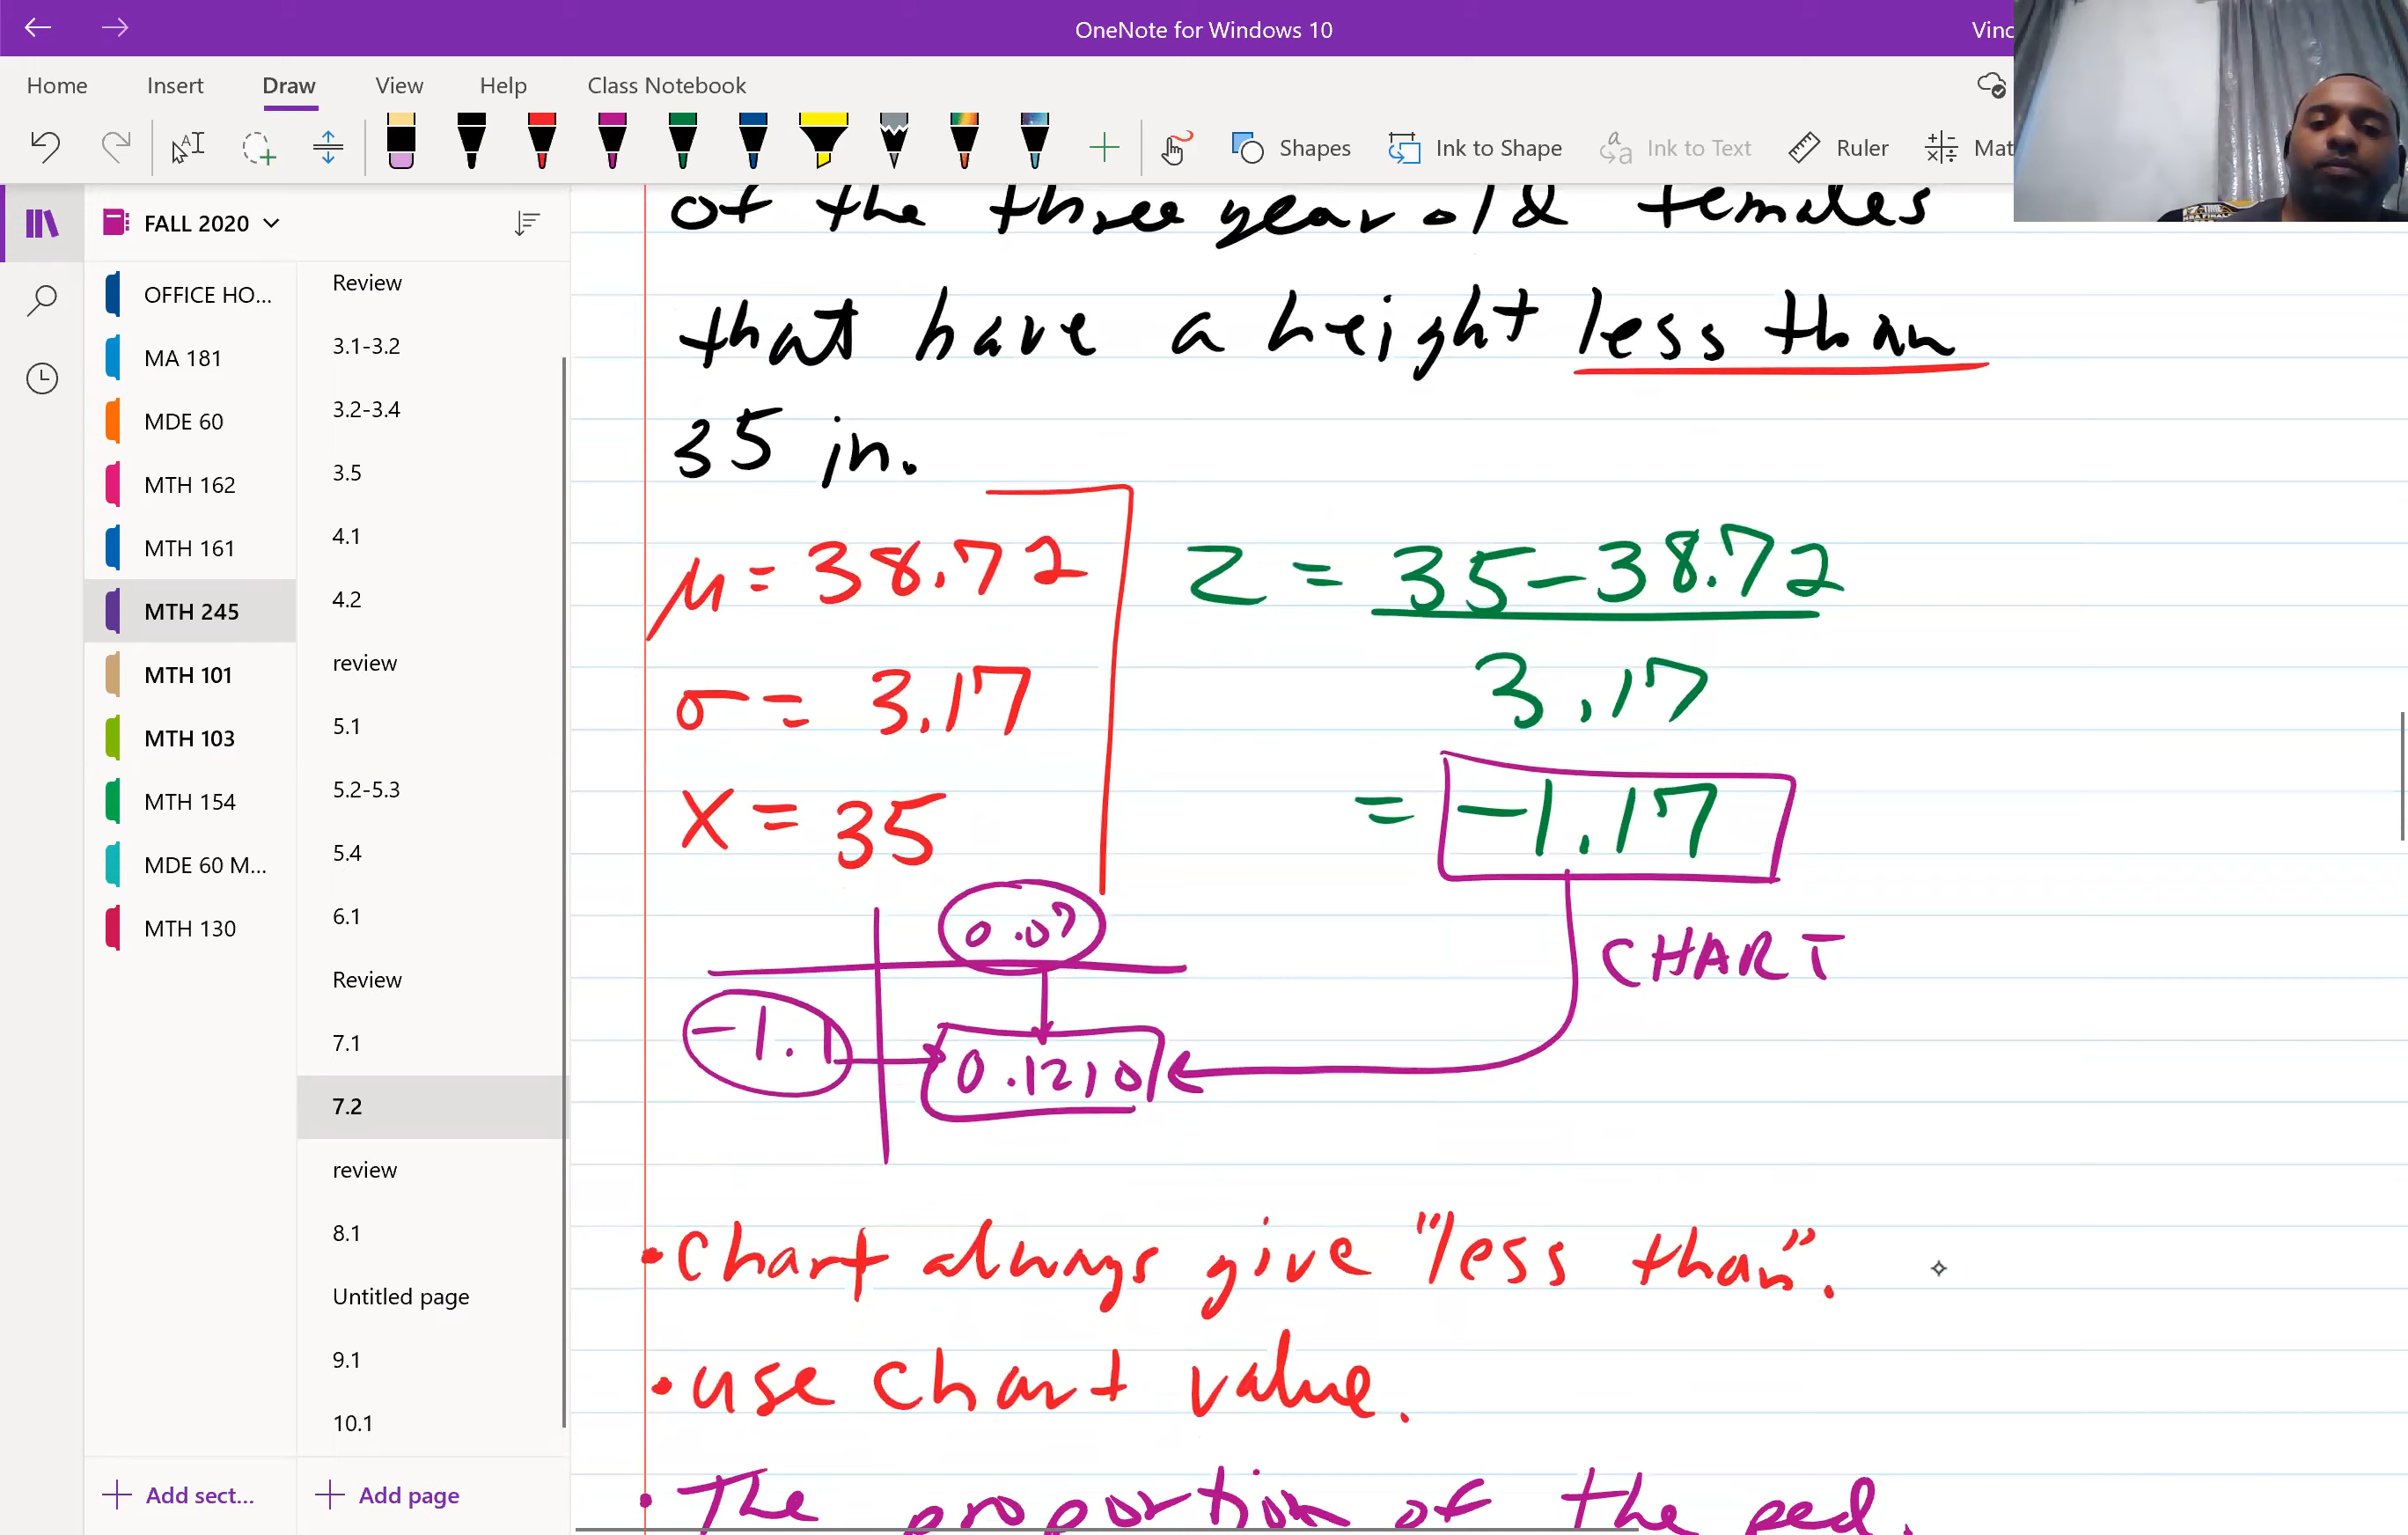 OneNote for Windows 10
Vinc
Home Insert Draw View Help Class Notebook
Shapes Ink to Shape Ink to Text Ruler Mat
FALL 2020
OFFICE HO...
MA 181
MDE 60
MTH 162
MTH 161
MTH 245
MTH 101
MTH 103
MTH 154
MDE 60 M...
MTH 130
Add sect...
Review
3.1-3.2
3.2-3.4
3.5
4.1
4.2
review
5.1
5.2-5.3
5.4
6.1
Review
7.1
7.2
review
8.1
Untitled page
9.1
10.1
Add page
of the three year old females
that have a height less than
35 in.
μ = 38.72
σ = 3.17
X = 35
Z = 35-38.72
3.17
= -1.17
CHART
0.07
-1.1 0.1210
• Chart always give "less than".
• use chart value.
• The proportion of the ped.